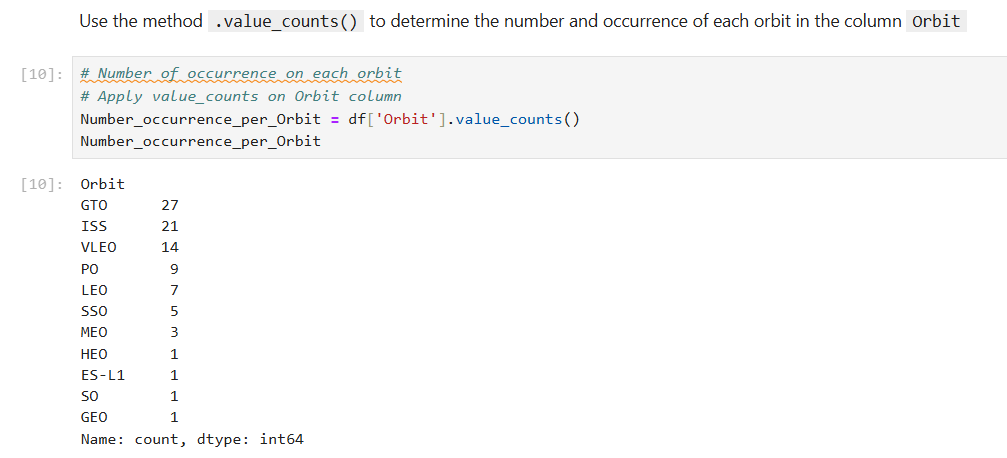 Use the method .value_counts() to determine the number and occurrence of each orbit in the column Orbit
[10]: # Number of occurrence on each orbit
# Apply value_counts on Orbit column
Number_occurrence_per_Orbit = df['Orbit'].value_counts()
Number_occurrence_per_Orbit
[10]: Orbit
GTO 27
ISS 21
VLEO 14
PO 9
LEO 7
SSO 5
MEO 3
HEO 1
ES-L1 1
SO 1
GEO 1
Name: count, dtype: int64